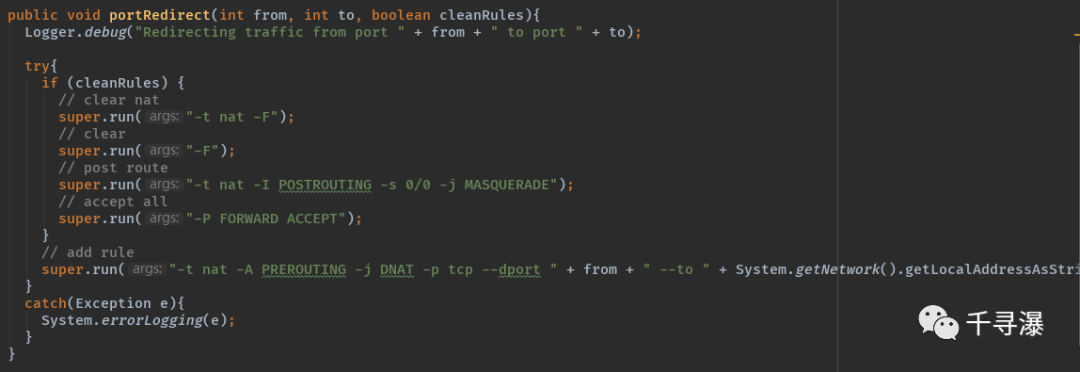 public void portRedirect(int from, int to, boolean cleanRules){
  Logger.debug("Redirecting traffic from port " + from + " to port " + to);
  try{
    if (cleanRules) {
      // clear nat
      super.run( args: "-t nat -F");
      // clear
      super.run( args: "-F");
      // post route
      super.run( args: "-t nat -I POSTROUTING -s 0/0 -j MASQUERADE");
      // accept all
      super.run( args: "-P FORWARD ACCEPT");
    }
    // add rule
    super.run( args: "-t nat -A PREROUTING -j DNAT -p tcp --dport " + from + " --to " + System.getNetwork().getLocalAddressAsStri
  }
  catch(Exception e){
    System.errorLogging(e);
  }
}
千寻瀑